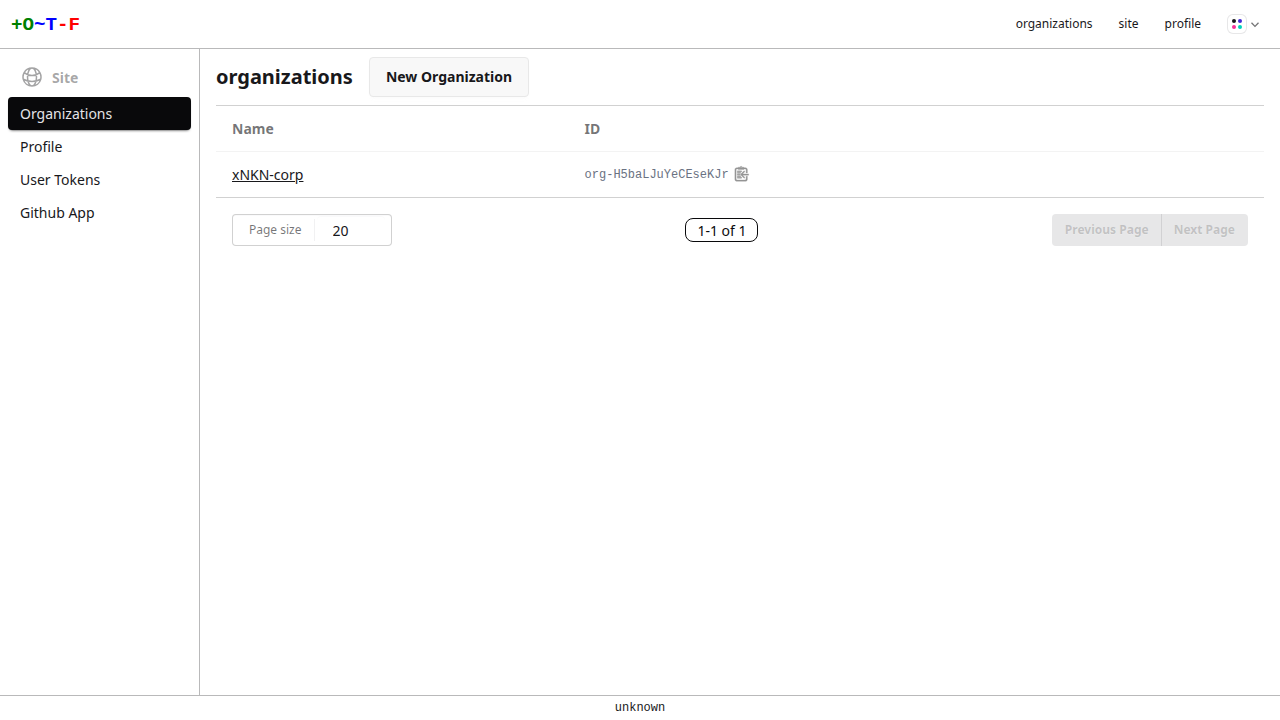 +O~T-F
organizations
site
profile
Site
Organizations
Profile
User Tokens
Github App
organizations
New Organization
Name
ID
xNKN-corp
org-H5baLJuYeCEseKJr
Page size
20
1-1 of 1
Previous Page
Next Page
unknown